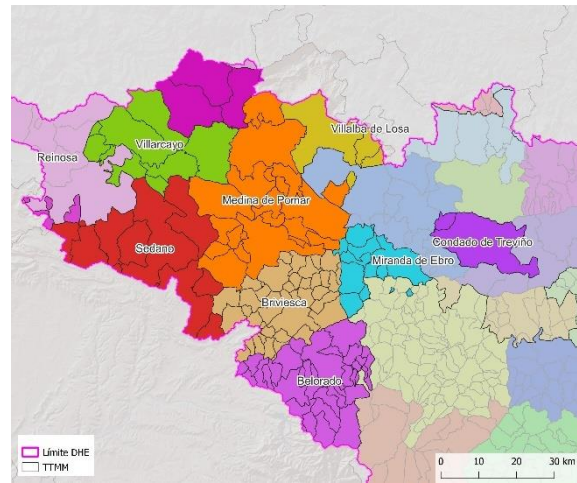 Villalba de Losa
Villarcayo
Reinosa
Medina de Pomar
Condado de Treviño
Sedano
Miranda de Ebro
Briviesca
Belorado
Límite DHE
TTMM
0 10 20 30 km